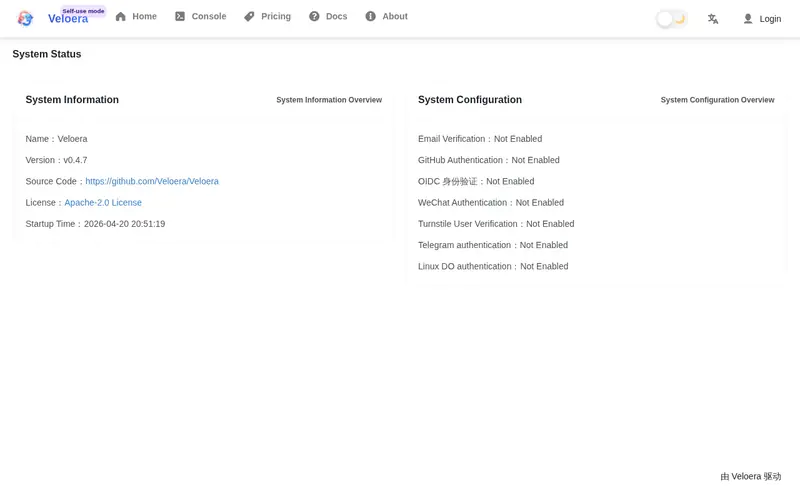 Veloera
Self-use mode
Home
Console
Pricing
Docs
About
Login
System Status
System Information
System Information Overview
Name：Veloera
Version：v0.4.7
Source Code：https://github.com/Veloera/Veloera
License：Apache-2.0 License
Startup Time：2026-04-20 20:51:19
System Configuration
System Configuration Overview
Email Verification：Not Enabled
GitHub Authentication：Not Enabled
OIDC 身份验证：Not Enabled
WeChat Authentication：Not Enabled
Turnstile User Verification：Not Enabled
Telegram authentication：Not Enabled
Linux DO authentication：Not Enabled
由 Veloera 驱动